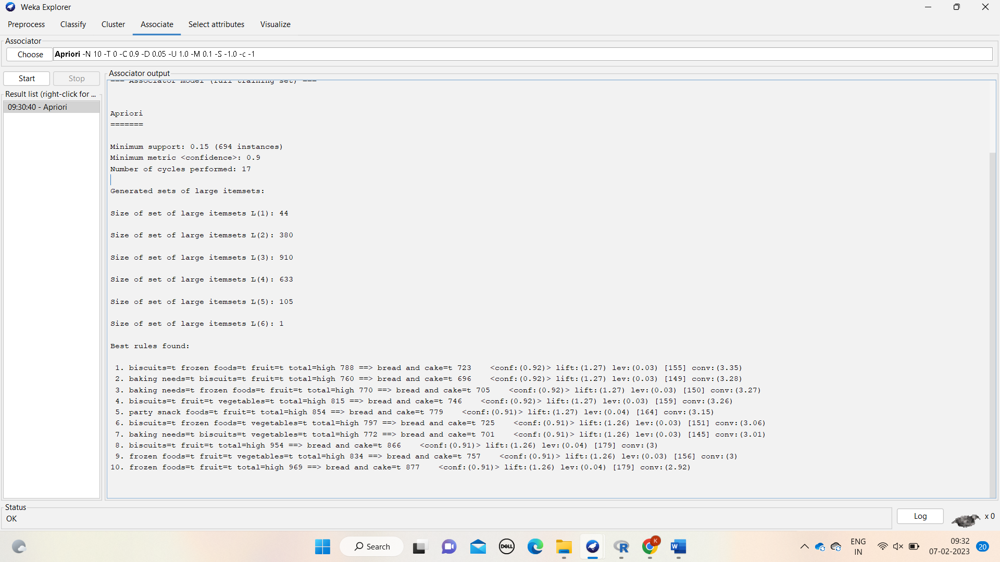 Weka Explorer
Preprocess Classify Cluster Associate Select attributes Visualize
Associator
Choose Apriori -N 10 -T 0 -C 0.9 -D 0.05 -U 1.0 -M 0.1 -S -1.0 -c -1
Start Stop
Associator output
Result list (right-click for ...
09:30:40 - Apriori
=== Associator model (full training set) ===
Apriori
=======
Minimum support: 0.15 (694 instances)
Minimum metric <confidence>: 0.9
Number of cycles performed: 17
Generated sets of large itemsets:
Size of set of large itemsets L(1): 44
Size of set of large itemsets L(2): 380
Size of set of large itemsets L(3): 910
Size of set of large itemsets L(4): 633
Size of set of large itemsets L(5): 105
Size of set of large itemsets L(6): 1
Best rules found:
1. biscuits=t frozen foods=t fruit=t total=high 788 ==> bread and cake=t 723 <conf:(0.92)> lift:(1.27) lev:(0.03) [155] conv:(3.35)
2. baking needs=t biscuits=t fruit=t total=high 760 ==> bread and cake=t 696 <conf:(0.92)> lift:(1.27) lev:(0.03) [149] conv:(3.28)
3. baking needs=t frozen foods=t fruit=t total=high 770 ==> bread and cake=t 705 <conf:(0.92)> lift:(1.27) lev:(0.03) [150] conv:(3.27)
4. biscuits=t fruit=t vegetables=t total=high 815 ==> bread and cake=t 746 <conf:(0.92)> lift:(1.27) lev:(0.03) [159] conv:(3.26)
5. party snack foods=t fruit=t total=high 854 ==> bread and cake=t 779 <conf:(0.91)> lift:(1.27) lev:(0.04) [164] conv:(3.15)
6. biscuits=t frozen foods=t vegetables=t total=high 797 ==> bread and cake=t 725 <conf:(0.91)> lift:(1.26) lev:(0.03) [151] conv:(3.06)
7. baking needs=t biscuits=t vegetables=t total=high 772 ==> bread and cake=t 701 <conf:(0.91)> lift:(1.26) lev:(0.03) [145] conv:(3.01)
8. biscuits=t fruit=t total=high 954 ==> bread and cake=t 866 <conf:(0.91)> lift:(1.26) lev:(0.04) [179] conv:(3)
9. frozen foods=t fruit=t vegetables=t total=high 834 ==> bread and cake=t 757 <conf:(0.91)> lift:(1.26) lev:(0.03) [156] conv:(3)
10. frozen foods=t fruit=t total=high 969 ==> bread and cake=t 877 <conf:(0.91)> lift:(1.26) lev:(0.04) [179] conv:(2.92)
Status
OK
Log
x 0
Search
DELL
K
R
W
ENG
IN
09:32
07-02-2023
20